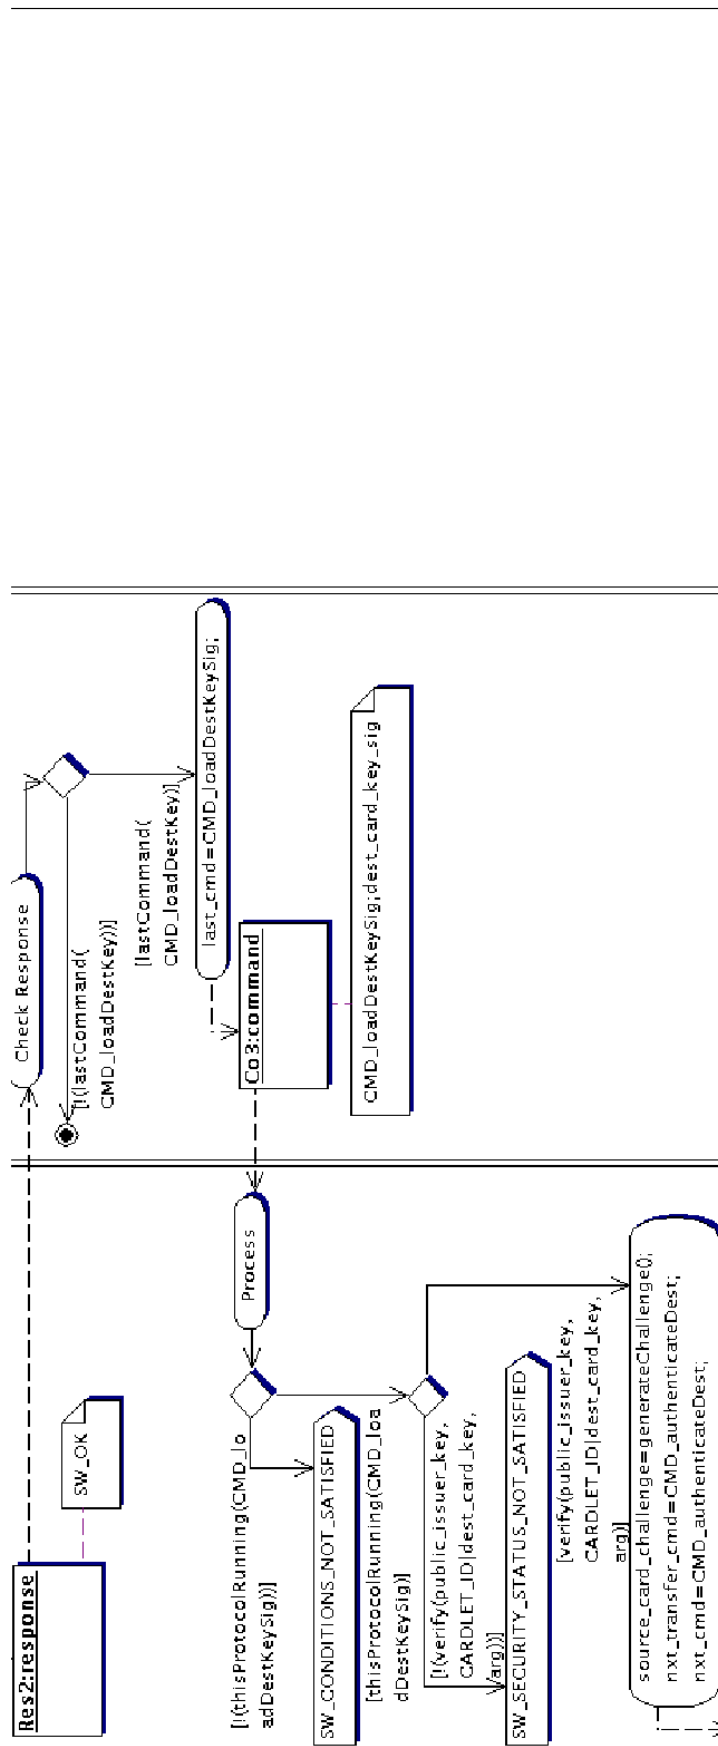 Res2:response
SW_OK
Check Response
[!(lastCommand(
CMD_loadDestKey))]
[lastCommand(
CMD_loadDestKey)]
last_cmd=CMD_loadDestKeySig;
Co3:command
CMD_loadDestKeySig;dest_card_key_sig
Process
[!(thisProtocolRunning(CMD_lo
adDestKeySig))]
SW_CONDITIONS_NOT_SATISFIED
[thisProtocolRunning(CMD_loa
dDestKeySig)]
[!(verify(public_issuer_key,
CARDLET_ID|dest_card_key,
arg))]
SW_SECURITY_STATUS_NOT_SATISFIED
[verify(public_issuer_key,
CARDLET_ID|dest_card_key,
arg)]
source_card_challenge=generateChallenge();
nxt_transfer_cmd=CMD_authenticateDest;
nxt_cmd=CMD_authenticateDest;